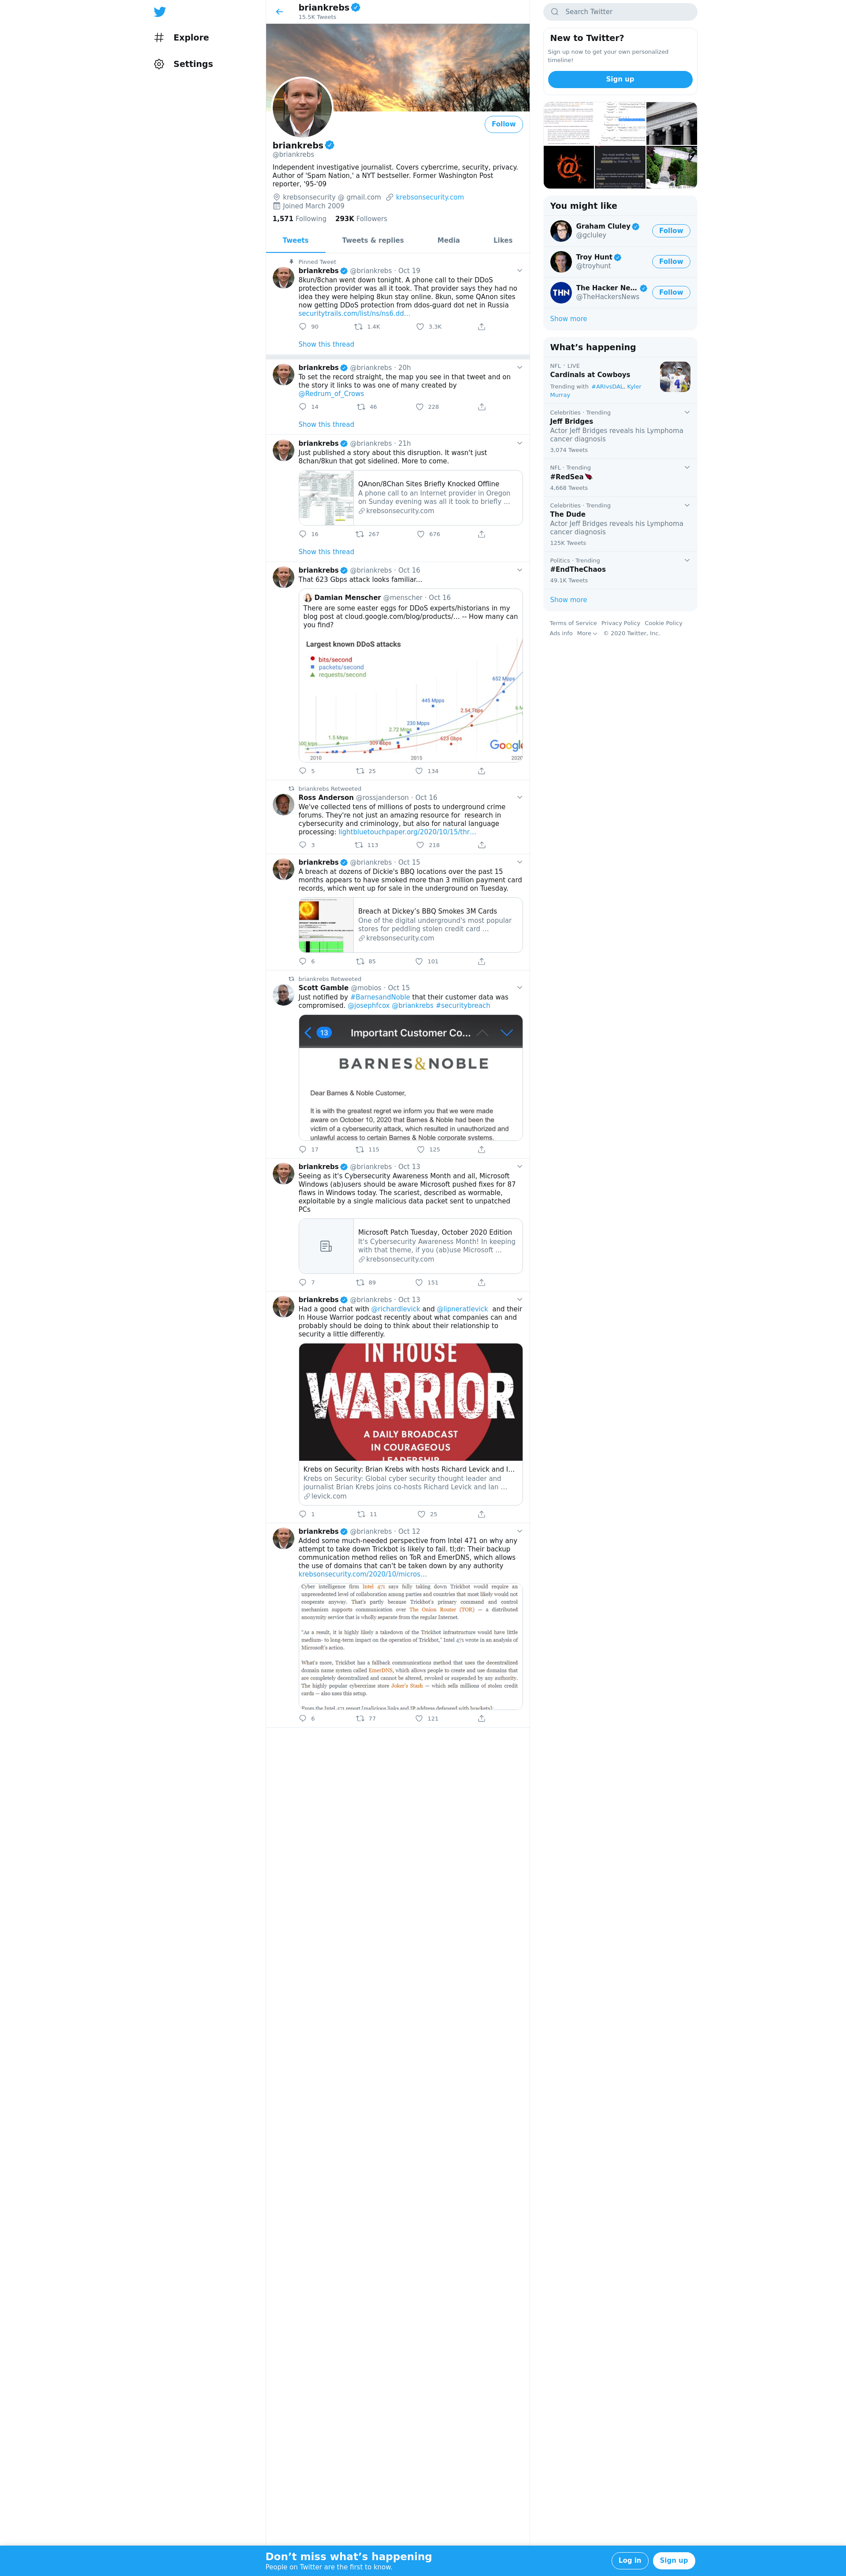 Explore
Settings
briankrebs
15.5K Tweets
Follow
briankrebs
@briankrebs
Independent investigative journalist. Covers cybercrime, security, privacy.
Author of 'Spam Nation,' a NYT bestseller. Former Washington Post
reporter, '95-'09
krebsonsecurity @ gmail.com krebsonsecurity.com
Joined March 2009
1,571 Following 293K Followers
Tweets Tweets & replies Media Likes
Pinned Tweet
briankrebs @briankrebs · Oct 19
8kun/8chan went down tonight. A phone call to their DDoS
protection provider was all it took. That provider says they had no
idea they were helping 8kun stay online. 8kun, some QAnon sites
now getting DDoS protection from ddos-guard dot net in Russia
securitytrails.com/list/ns/ns6.dd…
90 1.4K 3.3K
Show this thread
briankrebs @briankrebs · 20h
To set the record straight, the map you see in that tweet and on
the story it links to was one of many created by
@Redrum_of_Crows
14 46 228
Show this thread
briankrebs @briankrebs · 21h
Just published a story about this disruption. It wasn't just
8chan/8kun that got sidelined. More to come.
QAnon/8Chan Sites Briefly Knocked Offline
A phone call to an Internet provider in Oregon
on Sunday evening was all it took to briefly …
krebsonsecurity.com
16 267 676
Show this thread
briankrebs @briankrebs · Oct 16
That 623 Gbps attack looks familiar...
Damian Menscher @menscher · Oct 16
There are some easter eggs for DDoS experts/historians in my
blog post at cloud.google.com/blog/products/… -- How many can
you find?
Largest known DDoS attacks
bits/second
packets/second
requests/second
652 Mpps
445 Mpps
2.54 Tbps
230 Mpps
2.72 Mrps
1.5 Mrps
309 Gbps
623 Gbps
2010 2015
5 25 134
briankrebs Retweeted
Ross Anderson @rossjanderson · Oct 16
We've collected tens of millions of posts to underground crime
forums. They're not just an amazing resource for research in
cybersecurity and criminology, but also for natural language
processing: lightbluetouchpaper.org/2020/10/15/thr…
3 113 218
briankrebs @briankrebs · Oct 15
A breach at dozens of Dickie's BBQ locations over the past 15
months appears to have smoked more than 3 million payment card
records, which went up for sale in the underground on Tuesday.
Breach at Dickey's BBQ Smokes 3M Cards
One of the digital underground's most popular
stores for peddling stolen credit card …
krebsonsecurity.com
6 85 101
briankrebs Retweeted
Scott Gamble @mobios · Oct 15
Just notified by #BarnesandNoble that their customer data was
compromised. @josephfcox @briankrebs #securitybreach
13 Important Customer Co...
BARNES&NOBLE
Dear Barnes & Noble Customer,
It is with the greatest regret we inform you that we were made
aware on October 10, 2020 that Barnes & Noble had been the
victim of a cybersecurity attack, which resulted in unauthorized and
unlawful access to certain Barnes & Noble corporate systems.
17 115 125
briankrebs @briankrebs · Oct 13
Seeing as it's Cybersecurity Awareness Month and all, Microsoft
Windows (ab)users should be aware Microsoft pushed fixes for 87
flaws in Windows today. The scariest, described as wormable,
exploitable by a single malicious data packet sent to unpatched
PCs
Microsoft Patch Tuesday, October 2020 Edition
It's Cybersecurity Awareness Month! In keeping
with that theme, if you (ab)use Microsoft …
krebsonsecurity.com
7 89 151
briankrebs @briankrebs · Oct 13
Had a good chat with @richardlevick and @lipneratlevick and their
In House Warrior podcast recently about what companies can and
probably should be doing to think about their relationship to
security a little differently.
IN HOUSE
WARRIOR
A DAILY BROADCAST
IN COURAGEOUS
LEADERSHIP
Krebs on Security: Brian Krebs with hosts Richard Levick and I…
Krebs on Security: Global cyber security thought leader and
journalist Brian Krebs joins co-hosts Richard Levick and Ian …
levick.com
1 11 25
briankrebs @briankrebs · Oct 12
Added some much-needed perspective from Intel 471 on why any
attempt to take down Trickbot is likely to fail. tl;dr: Their backup
communication method relies on ToR and EmerDNS, which allows
the use of domains that can't be taken down by any authority
krebsonsecurity.com/2020/10/micros…
Cyber intelligence firm Intel 471 says fully taking down Trickbot would require an
unprecedented level of collaboration among parties and countries that most likely would not
cooperate anyway. That's partly because Trickbot's primary command and control
mechanism supports communication over The Onion Router (TOR) — a distributed
anonymity service that is wholly separate from the regular Internet.
"As a result, it is highly likely a takedown of the Trickbot infrastructure would have little
medium- to long-term impact on the operation of Trickbot," Intel 471 wrote in an analysis of
Microsoft's action.
What's more, Trickbot has a fallback communications method that uses the decentralized
domain name system called EmerDNS, which allows people to create and use domains that
are completely decentralized and cannot be altered, revoked or suspended by any authority.
The highly popular cybercrime store Joker's Stash — which sells millions of stolen credit
cards — also uses this setup.
From the Intel 471 report [malicious links and IP address defanged with brackets]:
6 77 121
Search Twitter
New to Twitter?
Sign up now to get your own personalized
timeline!
Sign up
You might like
Graham Cluley
@gcluley
Follow
Troy Hunt
@troyhunt
Follow
THN
The Hacker Ne…
@TheHackersNews
Follow
Show more
What's happening
NFL · LIVE
Cardinals at Cowboys
Trending with #ARIvsDAL, Kyler
Murray
Celebrities · Trending
Jeff Bridges
Actor Jeff Bridges reveals his Lymphoma
cancer diagnosis
3,074 Tweets
NFL · Trending
#RedSea
4,668 Tweets
Celebrities · Trending
The Dude
Actor Jeff Bridges reveals his Lymphoma
cancer diagnosis
125K Tweets
Politics · Trending
#EndTheChaos
49.1K Tweets
Show more
Terms of Service Privacy Policy Cookie Policy
Ads info More © 2020 Twitter, Inc.
Don't miss what's happening
People on Twitter are the first to know.
Log in Sign up